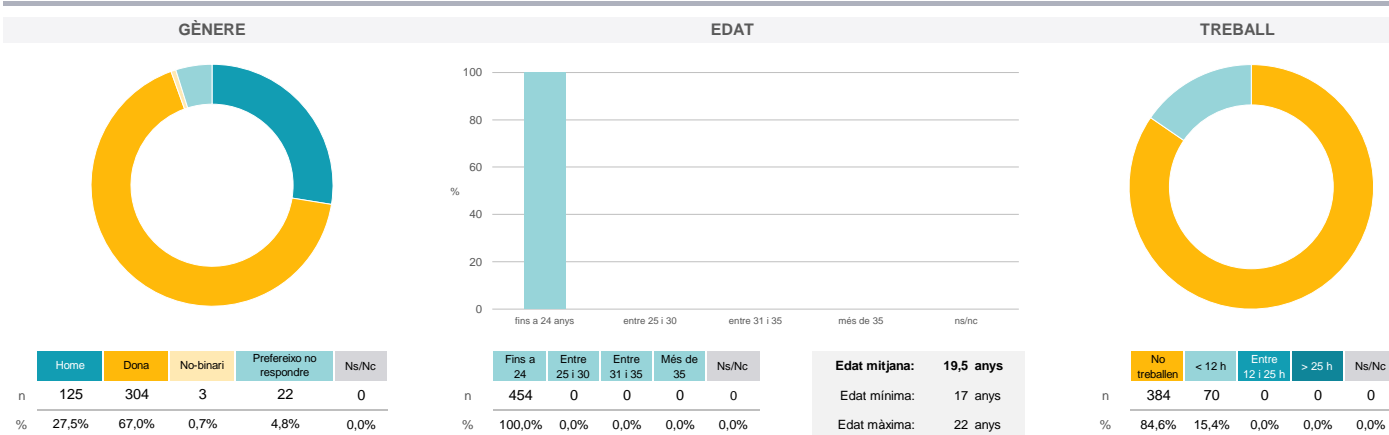 GÈNERE
EDAT
TREBALL
100
80
60
%
40
20
0
fins a 24 anys entre 25 i 30 entre 31 i 35 més de 35 ns/nc
Home Dona No-binari Prefereixo no
respondre Ns/Nc
n 125 304 3 22 0
% 27,5% 67,0% 0,7% 4,8% 0,0%
Fins a
24 Entre
25 i 30 Entre
31 i 35 Més de
35 Ns/Nc
n 454 0 0 0 0
% 100,0% 0,0% 0,0% 0,0% 0,0%
Edat mitjana: 19,5 anys
Edat mínima: 17 anys
Edat màxima: 22 anys
No
treballen < 12 h Entre
12 i 25 h > 25 h Ns/Nc
n 384 70 0 0 0
% 84,6% 15,4% 0,0% 0,0% 0,0%